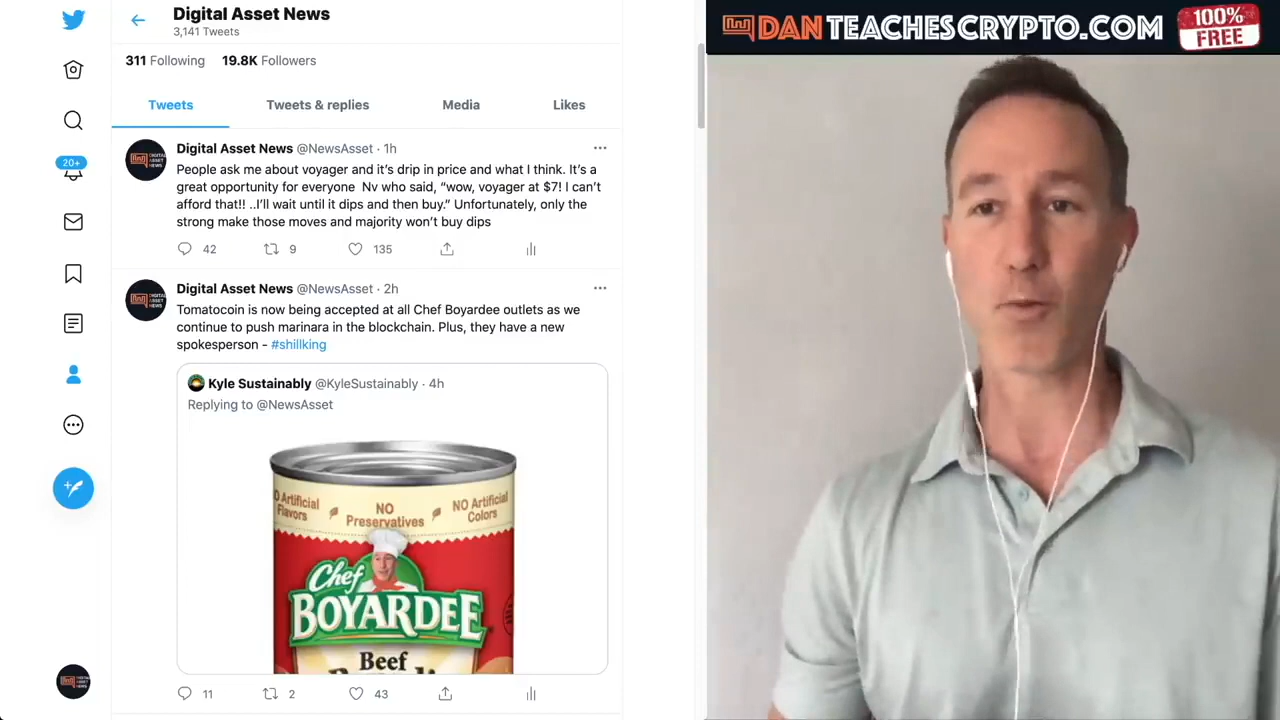 Digital Asset News
3,141 Tweets
311 Following 19.8K Followers
Tweets Tweets & replies Media Likes
20+
Digital Asset News @NewsAsset · 1h
People ask me about voyager and it's drip in price and what I think. It's a
great opportunity for everyone Nv who said, "wow, voyager at $7! I can't
afford that!! ..I'll wait until it dips and then buy." Unfortunately, only the
strong make those moves and majority won't buy dips
42 9 135
Digital Asset News @NewsAsset · 2h
Tomatocoin is now being accepted at all Chef Boyardee outlets as we
continue to push marinara in the blockchain. Plus, they have a new
spokesperson - #shillking
Kyle Sustainably @KyleSustainably · 4h
Replying to @NewsAsset
Artificial
Flavors
NO
Preservatives
NO Artificial
Colors
Chef
BOYARDEE
Beef
11 2 43
DANTEACHESCRYPTO.COM
100%
FREE